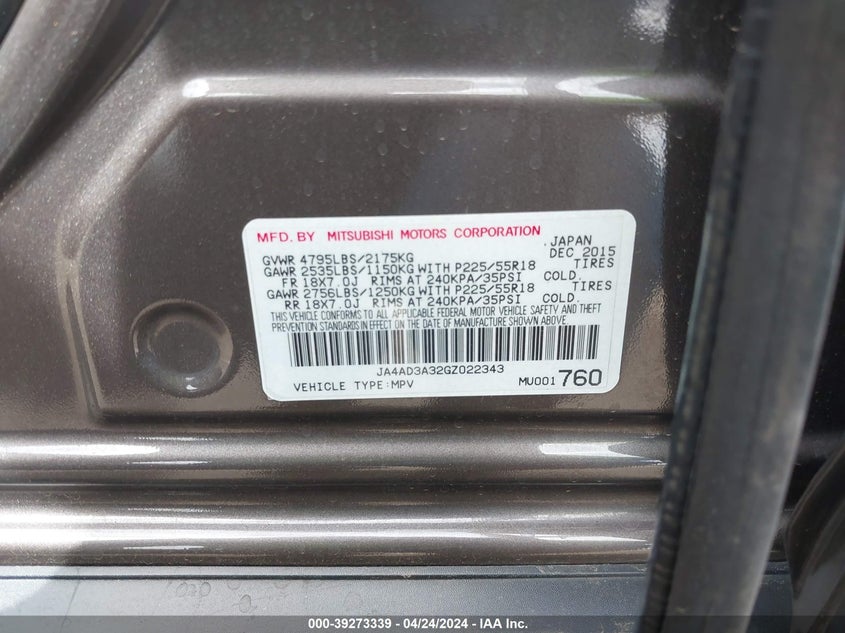 MFD. BY MITSUBISHI MOTORS CORPORATION , JAPAN
GVWR 4795LBS/2175KG DEC 2015
GAWR 2535LBS/1150KG WITH P225/55R18 TIRES
FR 18X7.0J RIMS AT 240KPA/35PSI COLD.
GAWR 2756LBS/1250KG WITH P225/55R18 TIRES
RR 18X7.0J RIMS AT 240KPA/35PSI COLD.
THIS VEHICLE CONFORMS TO ALL APPLICABLE FEDERAL MOTOR VEHICLE SAFETY AND THEFT
PREVENTION STANDARDS IN EFFECT ON THE DATE OF MANUFACTURE SHOWN ABOVE.
JA4AD3A32GZ022343
VEHICLE TYPE:MPV MU001760
000-39273339 - 04/24/2024 - IAA Inc.